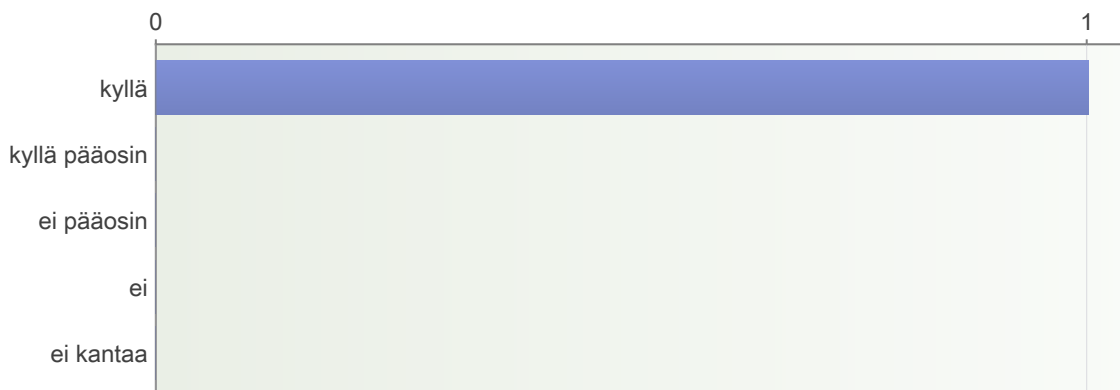 0 1
kyllä
kyllä pääosin
ei pääosin
ei
ei kantaa